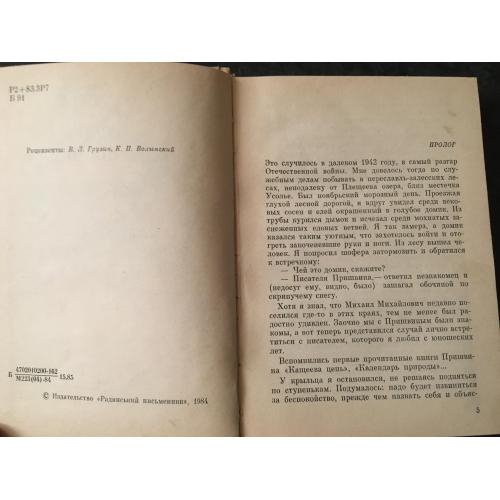 Р2+83.3Р7
Б 91
Рецензенты: В. Л. Грузин, К. П. Волынский
4702010200-162
Б ———————— 15.85
М223(04)-84
© Издательство «Радянський письменник», 1984
ПРОЛОГ
Это случилось в далеком 1942 году, в самый разгар
Отечественной войны. Мне довелось тогда по слу-
жебным делам побывать в переславль-залесских ле-
сах, неподалеку от Плещеева озера, близ местечка
Усолье. Был ноябрьский морозный день. Проезжая
глухой лесной дорогой, я вдруг увидел среди веко-
вых сосен и елей окрашенный в голубое домик. Из
трубы курился дымок и исчезал среди мохнатых за-
снеженных еловых ветвей. Я так замерз, а домик
казался таким уютным, что захотелось войти и ото-
греть закоченевшие руки и ноги. Из лесу вышел че-
ловек. Я попросил шофера затормозить и обратился
к встречному:
— Чей это домик, скажите?
— Писателя Пришвина,— ответил незнакомец и
(недосуг ему, видно, было) зашагал обочиной по
скрипучему снегу.
Хотя я знал, что Михаил Михайлович недавно по-
селился где-то в этих краях, тем не менее был ра-
достно удивлен. Заочно мы с Пришвиным были зна-
комы, а вот теперь представился случай лично встре-
титься с писателем, которого я любил с юношеских
лет.
Вспомнились первые прочитанные книги Пришви-
на «Кащеева цепь», «Календарь природы»...
У крыльца я остановился, не решаясь подняться
по ступенькам. Подумалось: надо будет извиниться
за беспокойство, прежде чем назвать себя и объяс-
5